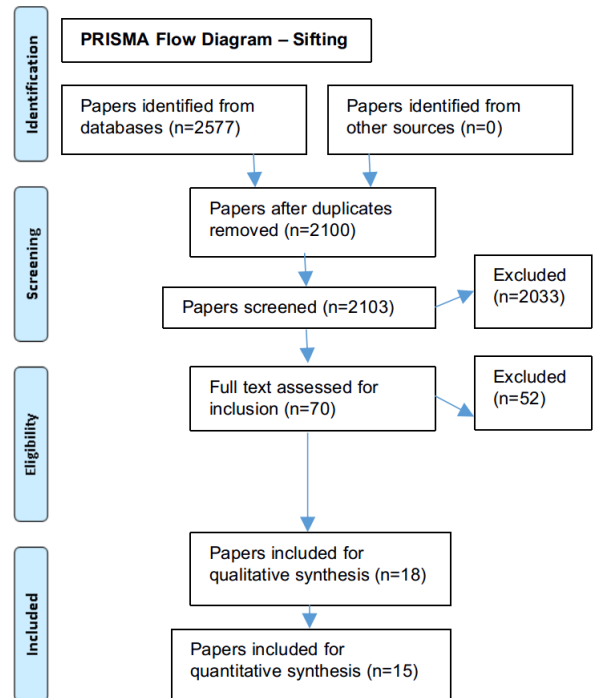 Identification
PRISMA Flow Diagram – Sifting
Papers identified from
databases (n=2577)
Papers identified from
other sources (n=0)
Screening
Papers after duplicates
removed (n=2100)
Papers screened (n=2103)
Excluded
(n=2033)
Eligibility
Full text assessed for
inclusion (n=70)
Excluded
(n=52)
Included
Papers included for
qualitative synthesis (n=18)
Papers included for
quantitative synthesis (n=15)